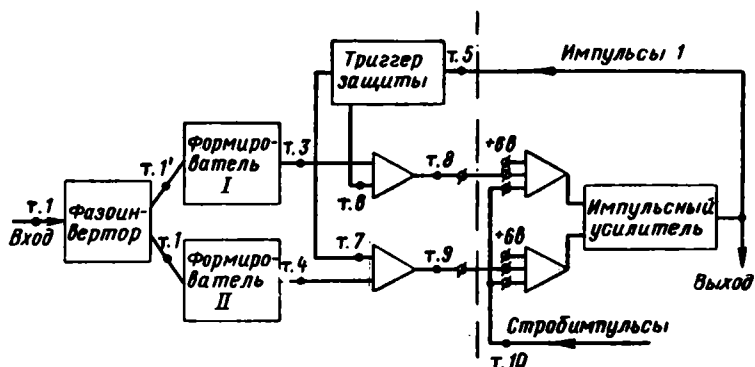 Триггер
защиты
т.5
Импульсы 1
Формиро-
ватель
I
т.3
т.8
+6в
т.1'
т.6
т.1
Вход
Фазоин-
вертор
Импульсный
усилитель
т.1
т.7
т.9
+6в
Формиро-
ватель
II
т.4
Выход
Стробимпульсы
т.10